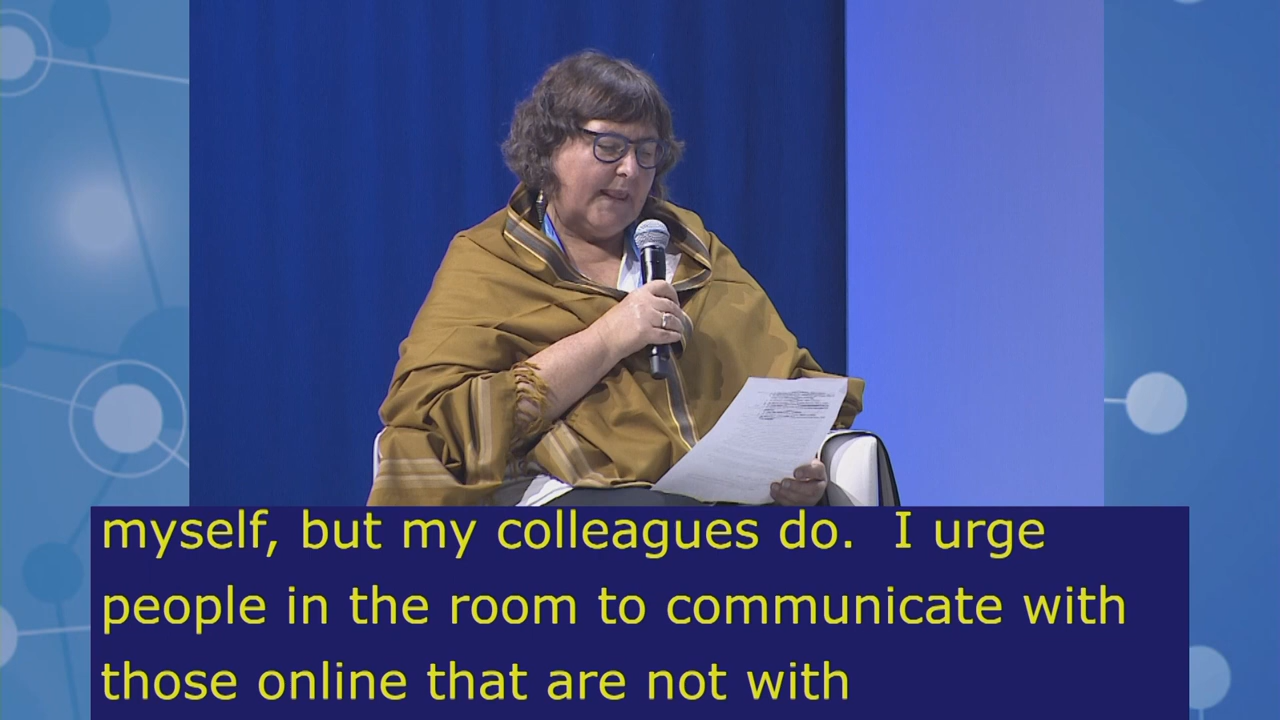 myself, but my colleagues do.  I urge
people in the room to communicate with
those online that are not with